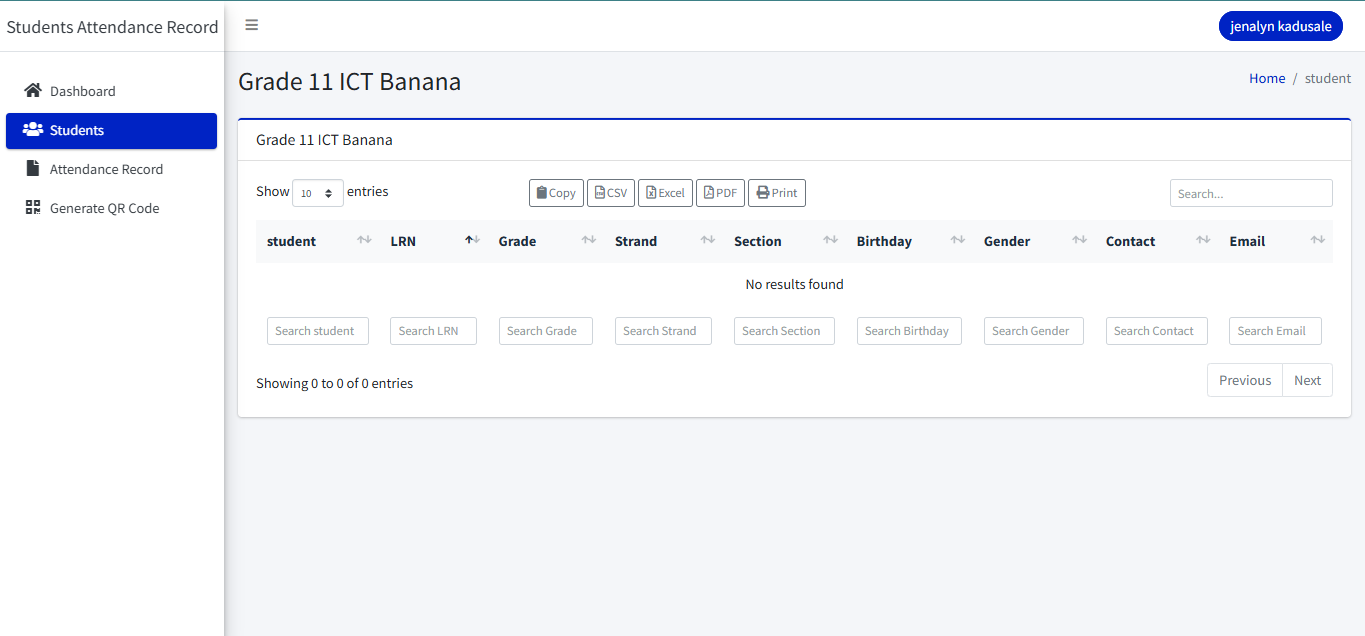 Students Attendance Record
jenalyn kadusale
Dashboard
Students
Attendance Record
Generate QR Code
Grade 11 ICT Banana
Home / student
Grade 11 ICT Banana
Show 10 entries
Copy CSV Excel PDF Print
Search...
student LRN Grade Strand Section Birthday Gender Contact Email
No results found
Search student Search LRN Search Grade Search Strand Search Section Search Birthday Search Gender Search Contact Search Email
Showing 0 to 0 of 0 entries
Previous Next